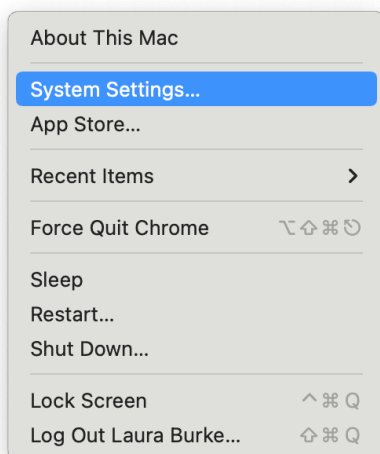 About This Mac
System Settings...
App Store...
Recent Items
Force Quit Chrome ⌥⇧⌘⎋
Sleep
Restart...
Shut Down...
Lock Screen ^⌘Q
Log Out Laura Burke... ⇧⌘Q